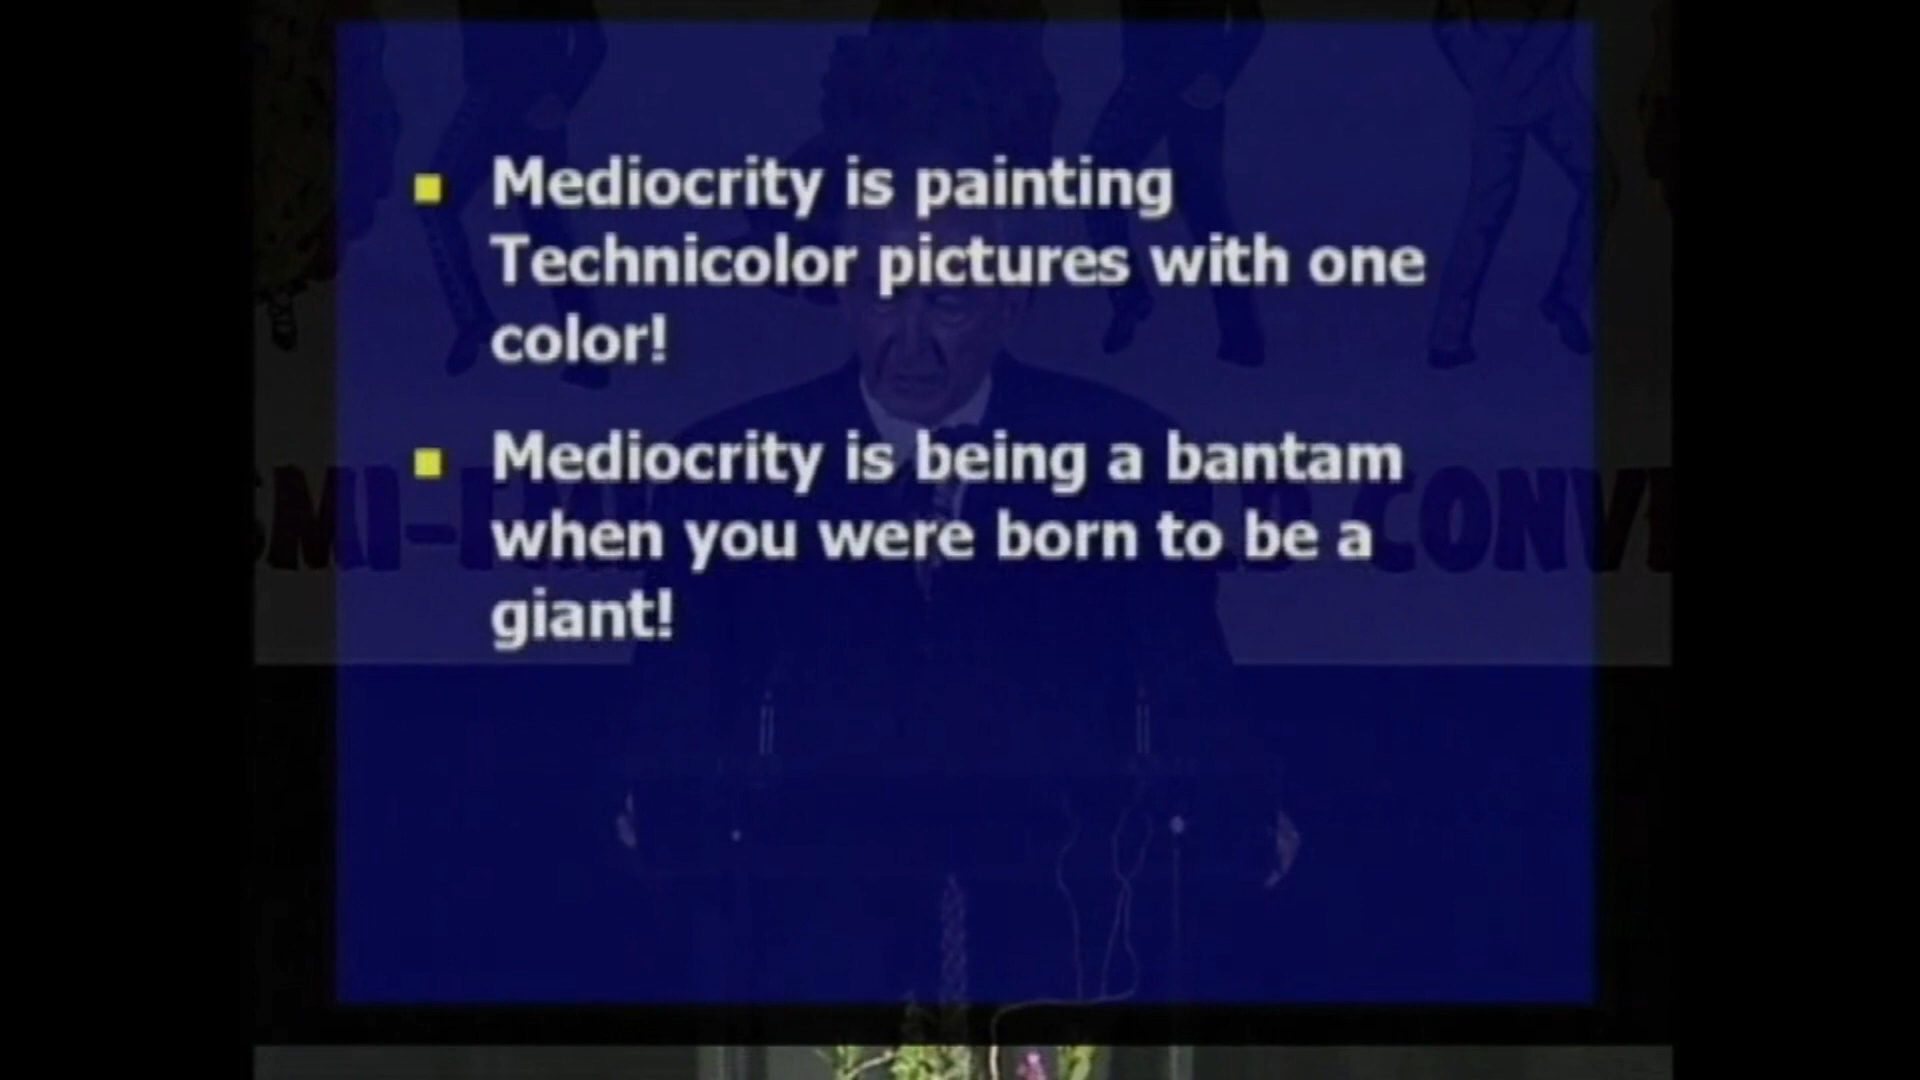 Mediocrity is painting
Technicolor pictures with one
color!
Mediocrity is being a bantam
when you were born to be a
giant!